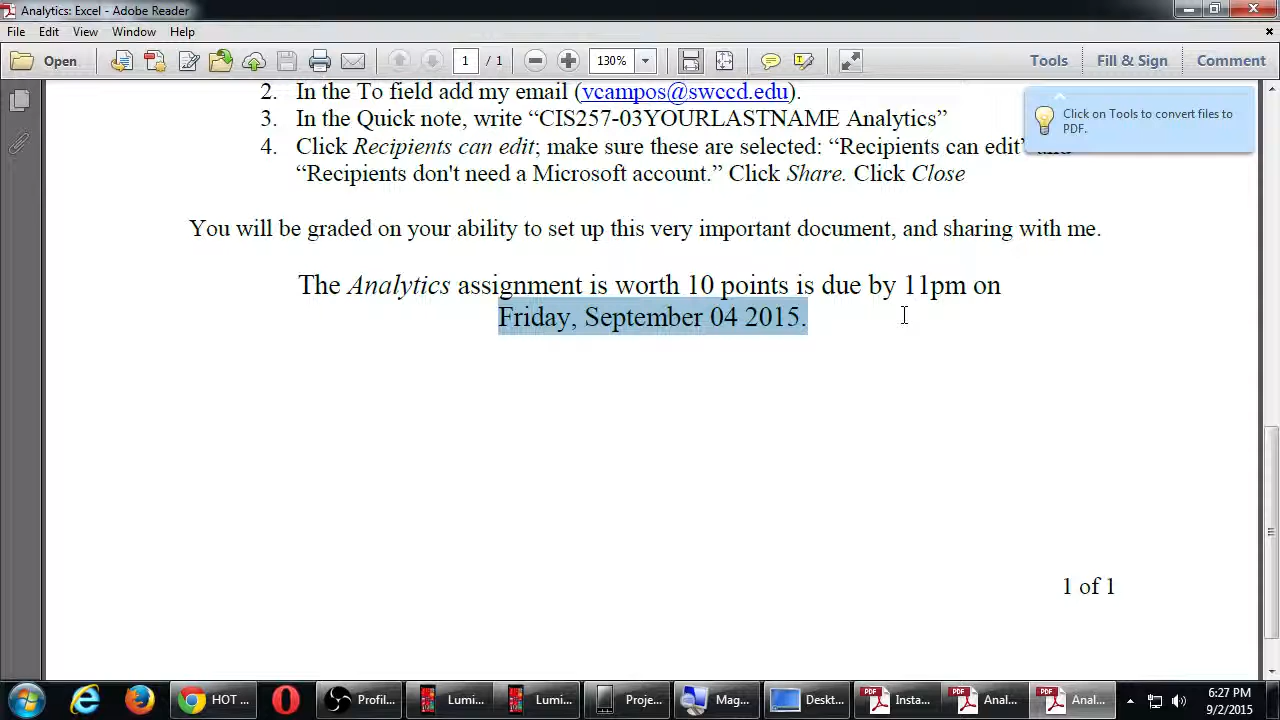 Analytics: Excel - Adobe Reader
File Edit View Window Help
Open 1 / 1 130% Tools Fill & Sign Comment
2. In the To field add my email (vcampos@swccd.edu).
3. In the Quick note, write “CIS257-03YOURLASTNAME Analytics”
4. Click Recipients can edit; make sure these are selected: “Recipients can edit” and
“Recipients don't need a Microsoft account.” Click Share. Click Close
Click on Tools to convert files to
PDF.
You will be graded on your ability to set up this very important document, and sharing with me.
The Analytics assignment is worth 10 points is due by 11pm on
Friday, September 04 2015.
1 of 1
HOT ... Profil... Lumi... Lumi... Proje... Mag... Deskt... Insta... Anal... Anal... 6:27 PM
9/2/2015